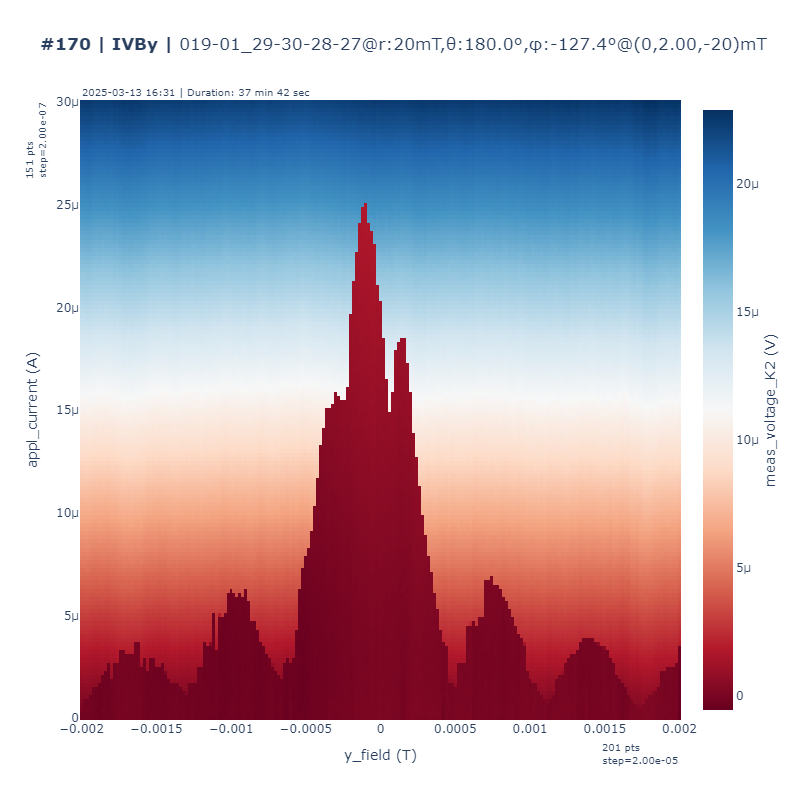 #170 | IVBy | 019-01_29-30-28-27@r:20mT,θ:180.0º,φ:-127.4º@(0,2.00,-20)mT
2025-03-13 16:31 | Duration: 37 min 42 sec
151 pts
step=2.00e-07
30μ
25μ
20μ
15μ
10μ
5μ
0
appl_current (A)
−0.002
−0.0015
−0.001
−0.0005
0
0.0005
0.001
0.0015
0.002
y_field (T)
201 pts
step=2.00e-05
20μ
15μ
10μ
5μ
0
meas_voltage_K2 (V)